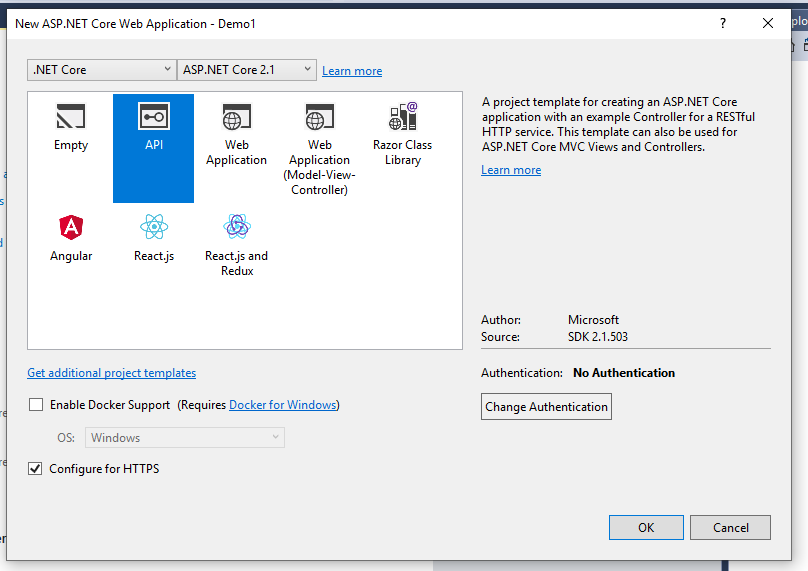 New ASP.NET Core Web Application - Demo1
? 
.NET Core ASP.NET Core 2.1 Learn more
Empty
API
Web
Application
Web
Application
(Model-View-
Controller)
Razor Class
Library
Angular
React.js
React.js and
Redux
A project template for creating an ASP.NET Core
application with an example Controller for a RESTful
HTTP service. This template can also be used for
ASP.NET Core MVC Views and Controllers.
Learn more
Author: Microsoft
Source: SDK 2.1.503
Get additional project templates
Authentication: No Authentication
Enable Docker Support (Requires Docker for Windows)
Change Authentication
OS: Windows
Configure for HTTPS
OK Cancel